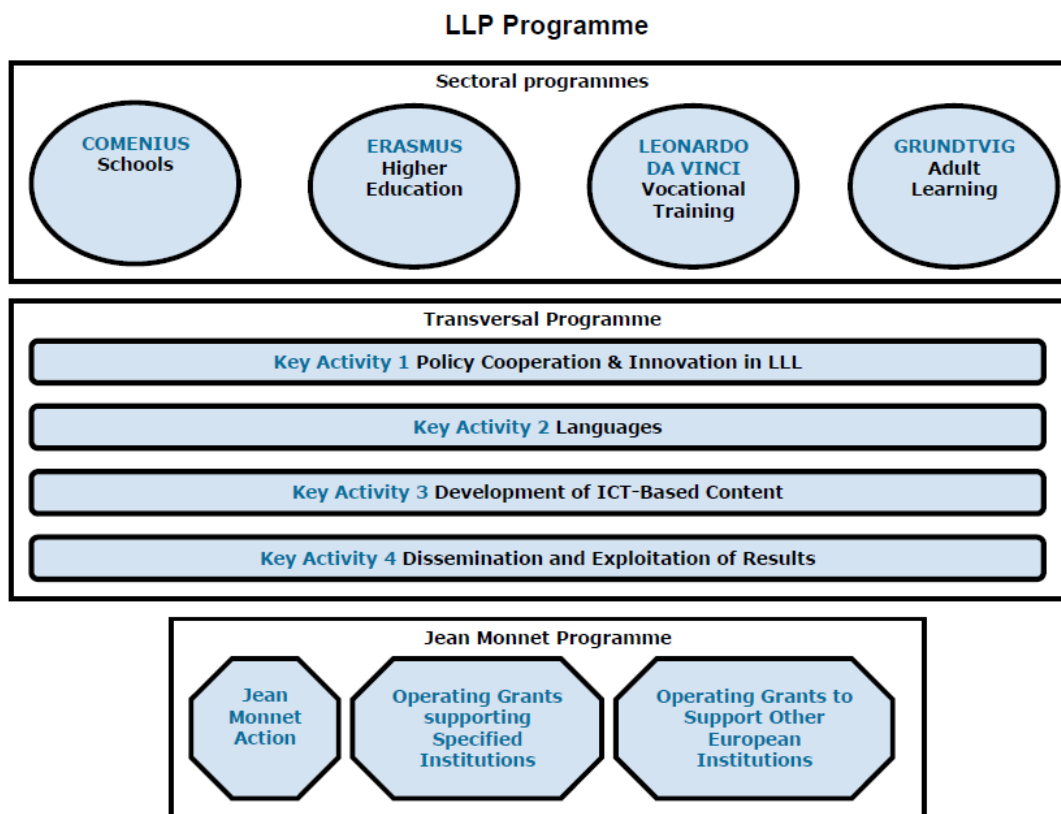 LLP Programme
Sectoral programmes
COMENIUS
Schools
ERASMUS
Higher
Education
LEONARDO
DA VINCI
Vocational
Training
GRUNDTVIG
Adult
Learning
Transversal Programme
Key Activity 1 Policy Cooperation & Innovation in LLL
Key Activity 2 Languages
Key Activity 3 Development of ICT-Based Content
Key Activity 4 Dissemination and Exploitation of Results
Jean Monnet Programme
Jean
Monnet
Action
Operating Grants
supporting
Specified
Institutions
Operating Grants to
Support Other
European
Institutions